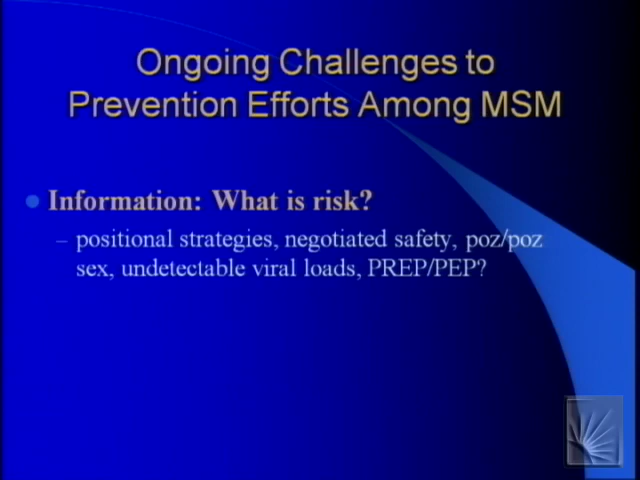 Ongoing Challenges to
Prevention Efforts Among MSM
Information: What is risk?
– positional strategies, negotiated safety, poz/poz
sex, undetectable viral loads, PREP/PEP?